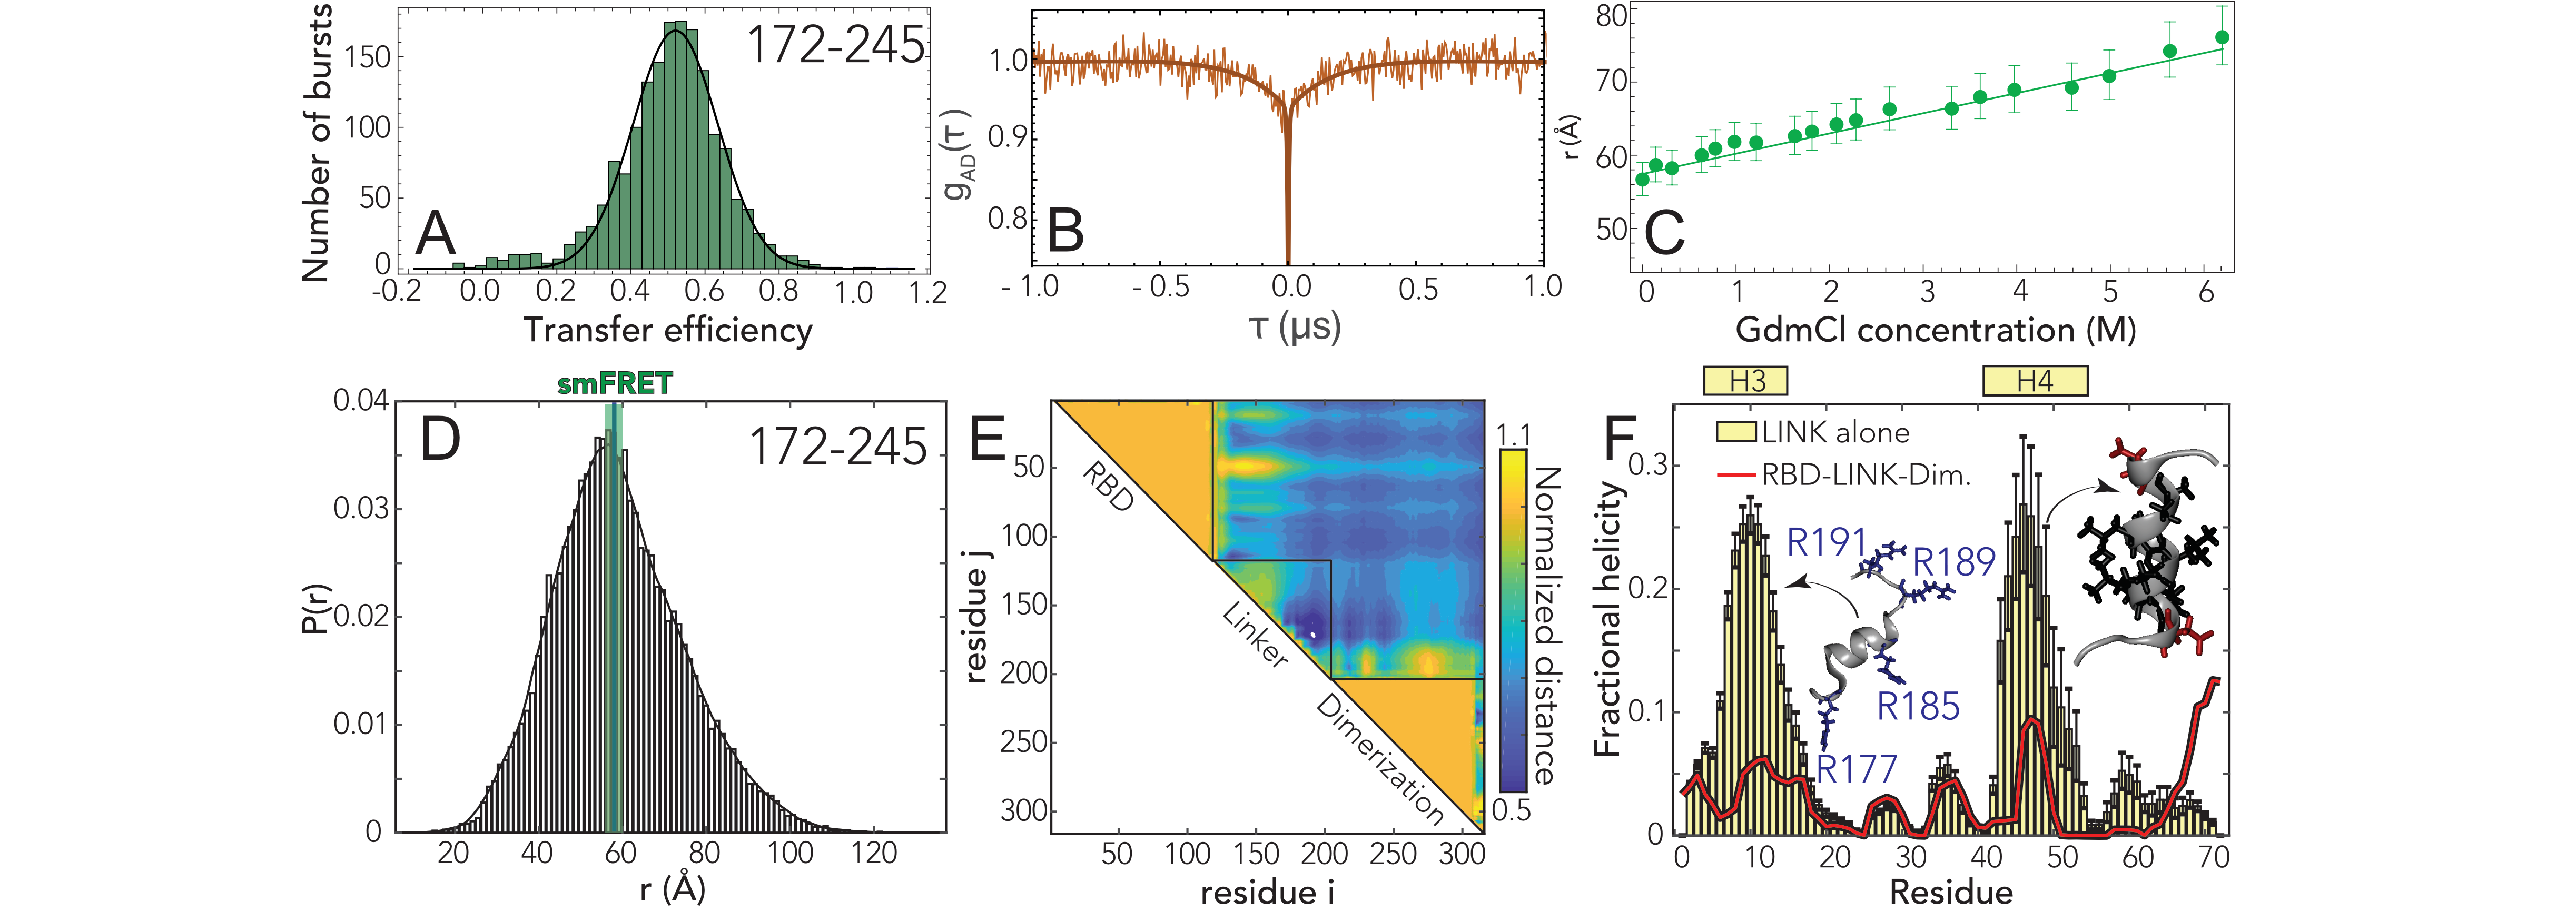 Number of bursts
150
100
50
0
A
172-245
-0.2 0.0 0.2 0.4 0.6 0.8 1.0 1.2
Transfer efficiency
gAD(τ)
1.0
0.9
0.8
B
- 1.0 - 0.5 0.0 0.5 1.0
τ (μs)
r (Å)
80
70
60
50
C
0 1 2 3 4 5 6
GdmCl concentration (M)
smFRET
P(r)
0.04
0.03
0.02
0.01
0
D
172-245
20 40 60 80 100 120
r (Å)
E
residue j
50
100
150
200
250
300
RBD
Linker
Dimerization
50 100 150 200 250 300
residue i
1.1
Normalized distance
0.5
H3 H4
F
LINK alone
RBD-LINK-Dim.
Fractional helicity
0.3
0.2
0.1
0
R191
R189
R185
R177
0 10 20 30 40 50 60 70
Residue